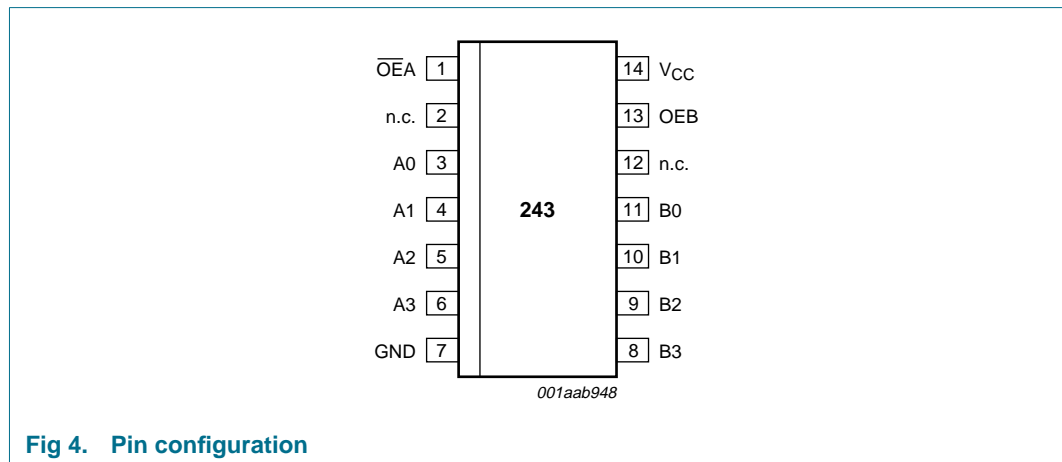 O̅E̅A 1 14 VCC
n.c. 2 13 OEB
A0 3 12 n.c.
A1 4 243 11 B0
A2 5 10 B1
A3 6 9 B2
GND 7 8 B3
001aab948
Fig 4. Pin configuration